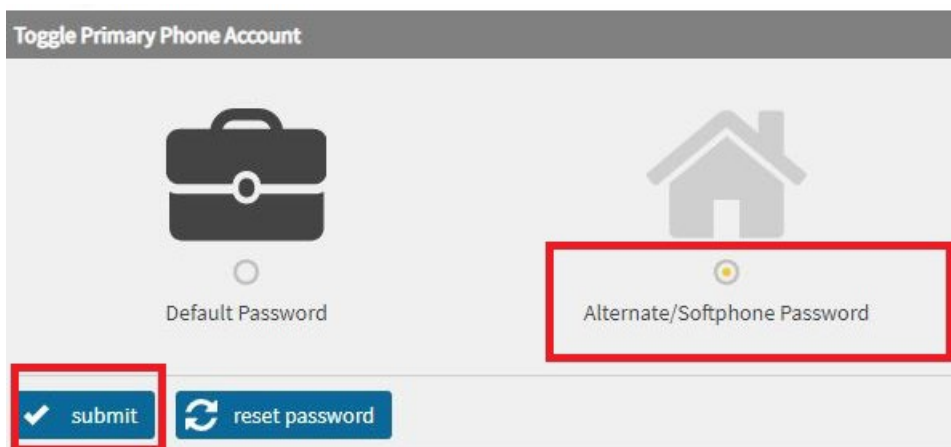 Toggle Primary Phone Account
Default Password
Alternate/Softphone Password
submit
reset password